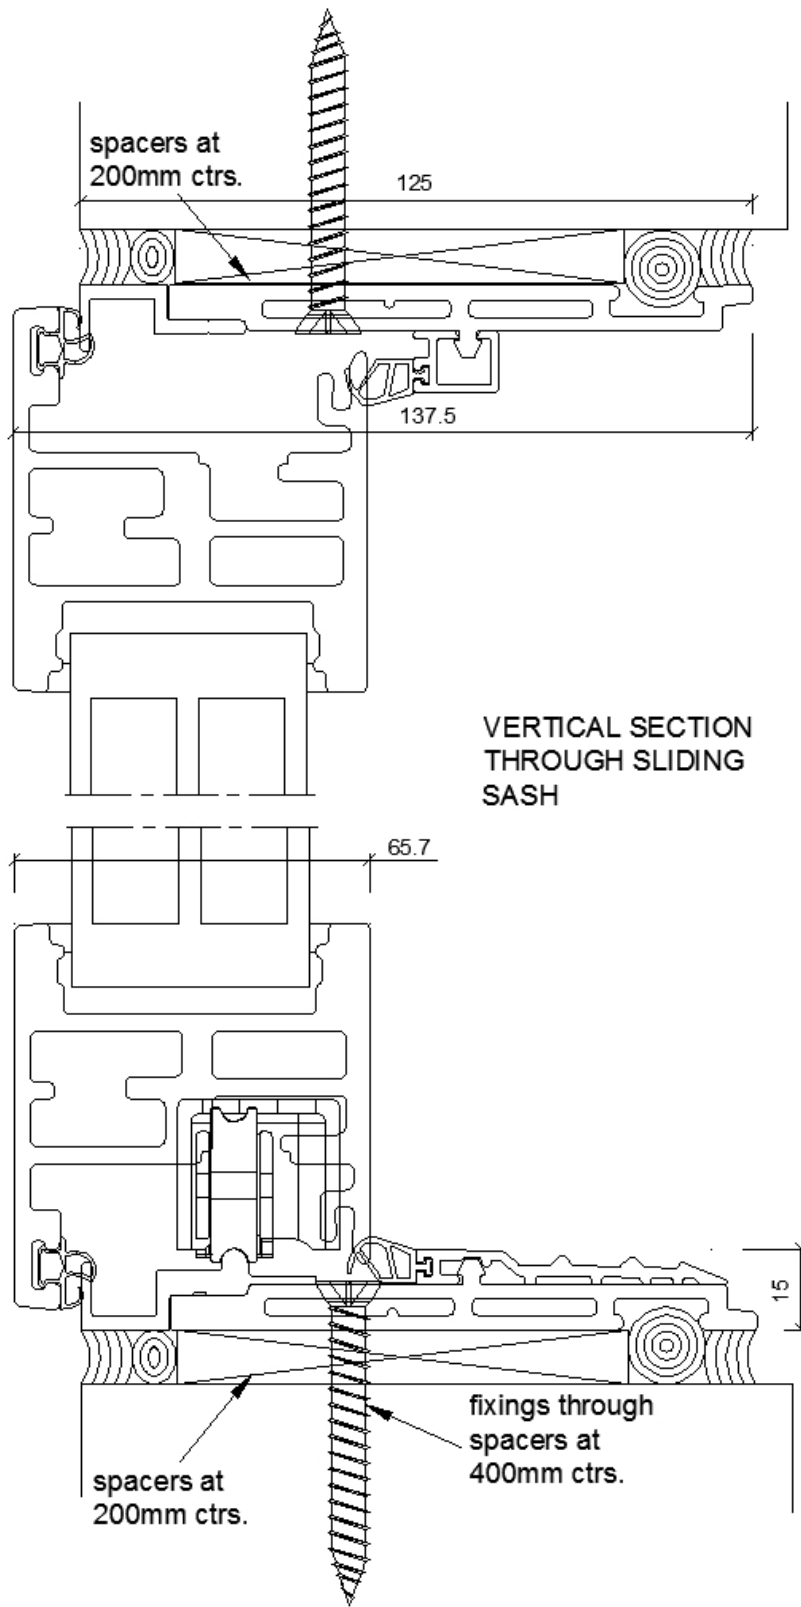 spacers at
200mm ctrs.
125
137.5
VERTICAL SECTION
THROUGH SLIDING
SASH
65.7
15
fixings through
spacers at
400mm ctrs.
spacers at
200mm ctrs.